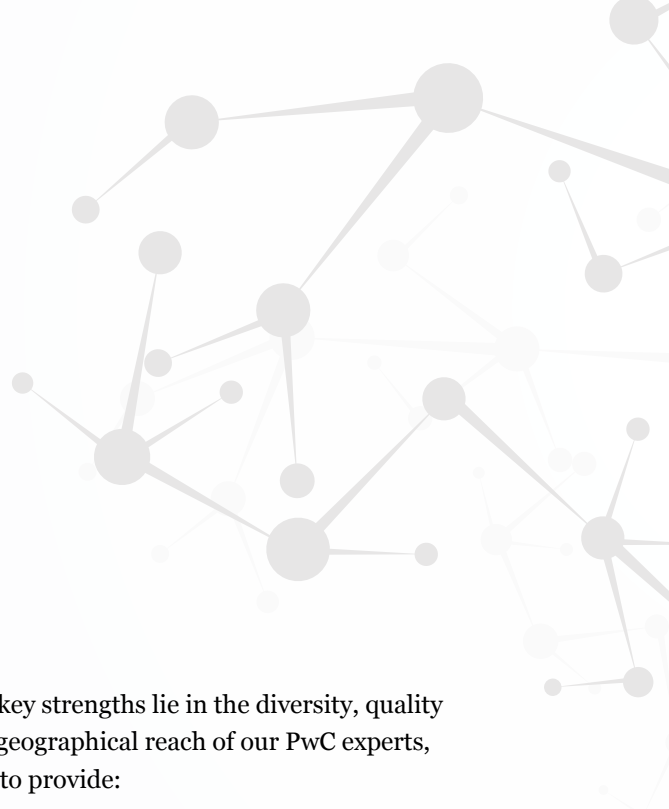 key strengths lie in the diversity, quality
geographical reach of our PwC experts,
to provide: